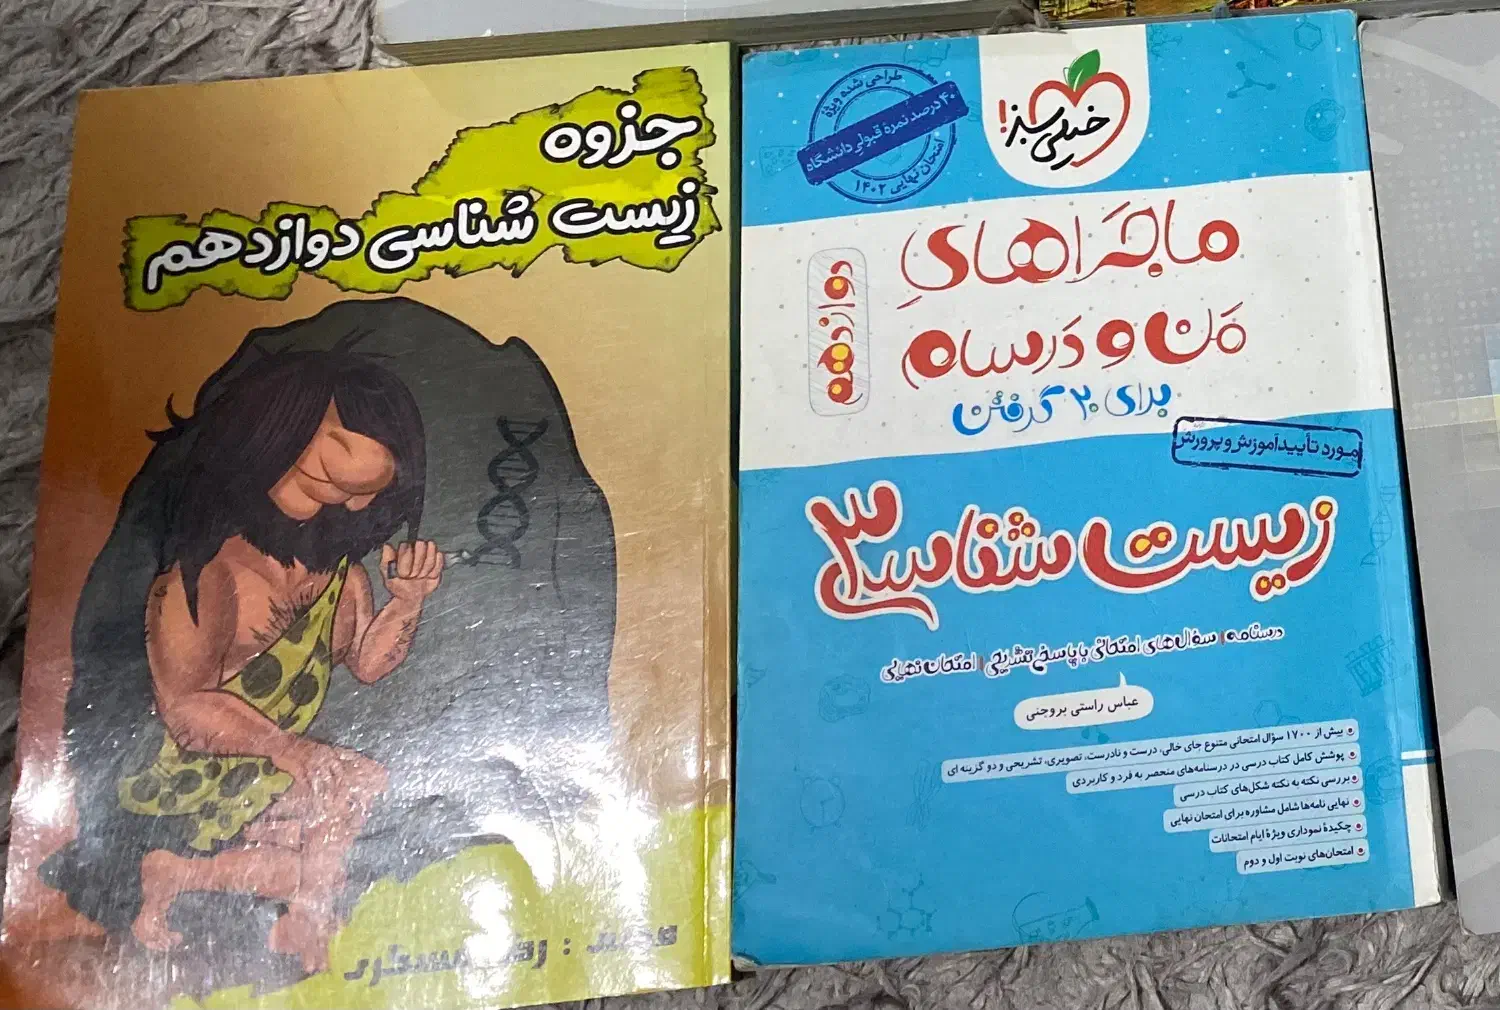 جزوه
زیست شناسی دوازدهم
خیلی سبز!
طراحی شده ویژهٔ
۴۰ درصد نمرهٔ قبولی دانشگاه
امتحان نهایی ۱۴۰۲
ماجراهای
من و درسام
برای ۲۰ گرفتن
دوازدهم
مورد تأیید آموزش و پرورش
زیست شناسی ۳
درسنامه | سؤال‌های امتحانی با پاسخ تشریحی | امتحان نهایی
عباس راستی بروجنی
بیش از ۱۷۰۰ سؤال امتحانی متنوع جای خالی، درست و نادرست، تصویری، تشریحی و دو گزینه ای
پوشش کامل کتاب درسی در درسنامه‌های منحصر به فرد و کاربردی
بررسی نکته به نکته شکل‌های کتاب درسی
نهایی نامه‌ها شامل مشاوره برای امتحان نهایی
چکیدهٔ نموداری ویژهٔ ایام امتحانات
امتحان‌های نوبت اول و دوم